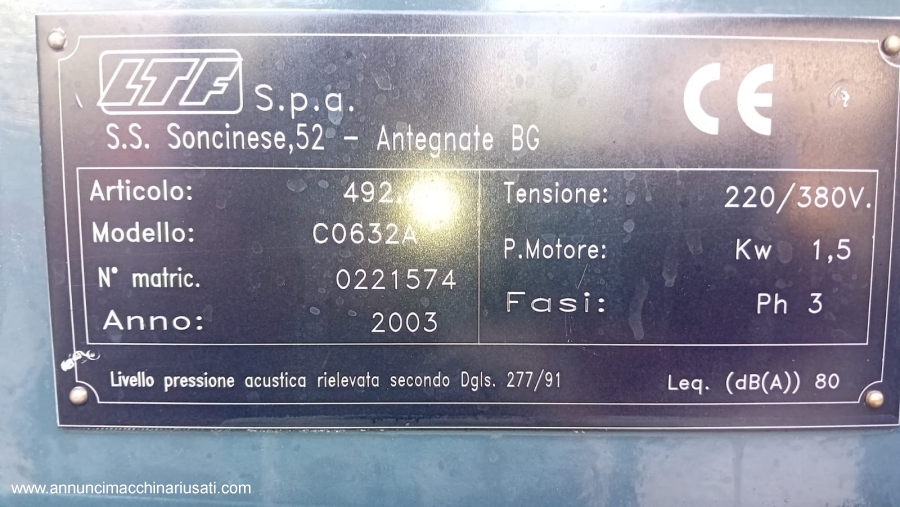 LTF S.p.a.
CE
S.S. Soncinese,52 - Antegnate BG
Articolo:
Modello: C0632A
N° matric. 0221574
Anno: 2003
Tensione: 220/380V.
P.Motore: Kw 1,5
Fasi: Ph 3
Livello pressione acustica rilevata secondo Dgls. 277/91 Leq. (dB(A)) 80
www.annuncimacchinariusati.com